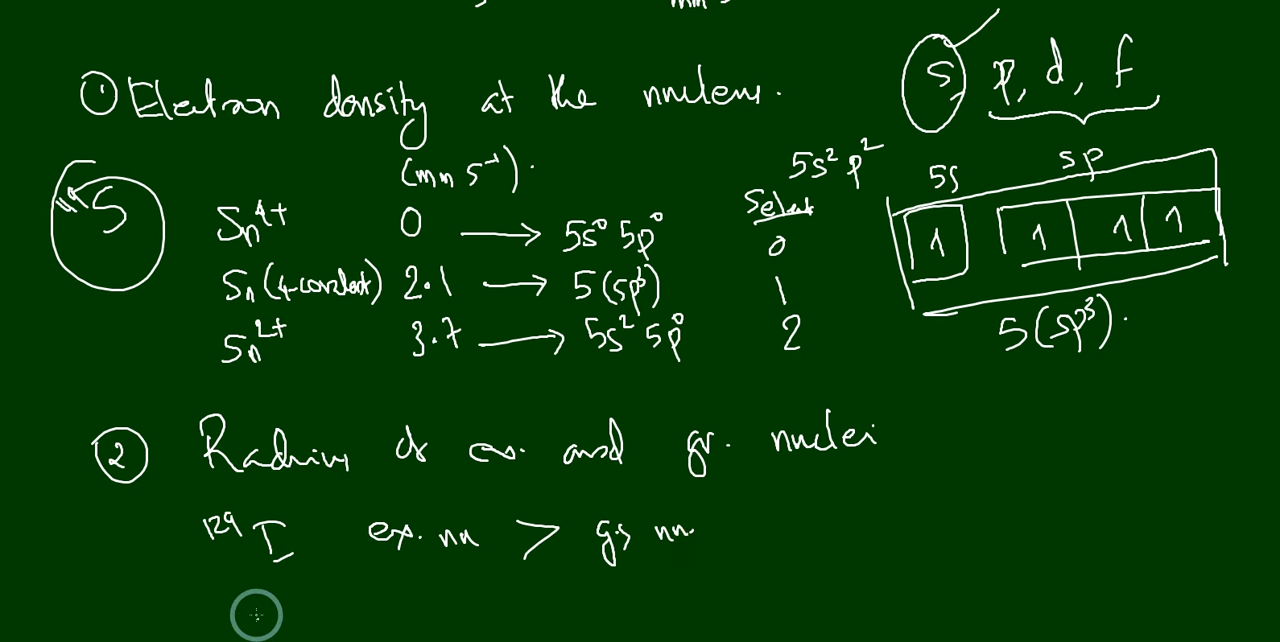 mm s
① Electron density at the nucleus.
S, p, d, f
(mm s⁻¹).
5s² p²
5s 5p
S
Sn⁴⁺ 0 → 5s⁰ 5p⁰ 0
1 1 1 1
Sn (4-covalent) 2.1 → 5(sp³) 1
Sn²⁺ 3.7 → 5s² 5p⁰ 2
5(sp³).
② Radius of ex. and gr. nuclei
¹²⁹I ex. nu > g.s nu.